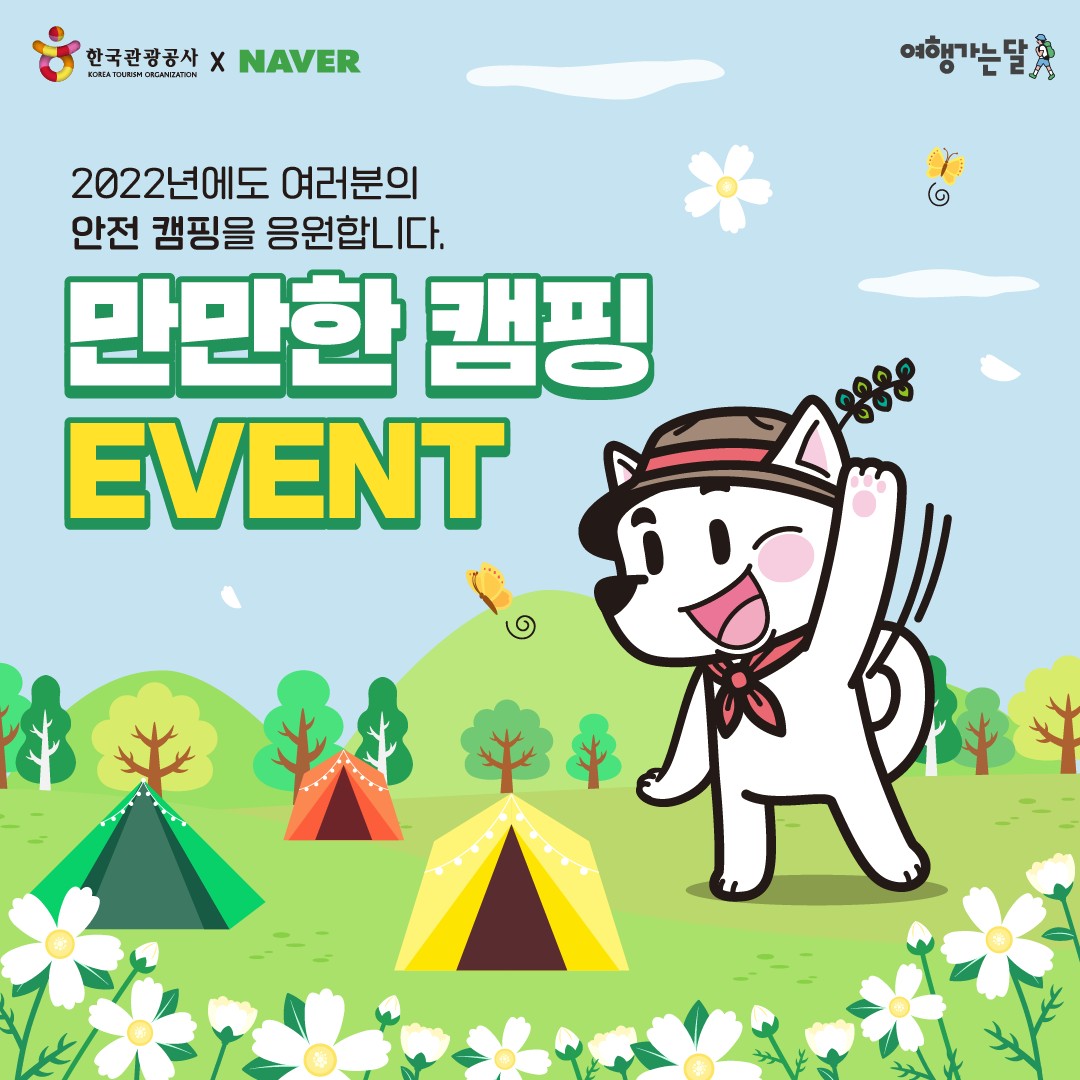 한국관광공사 X NAVER
KOREA TOURISM ORGANIZATION
여행가는달
2022년에도 여러분의
안전 캠핑을 응원합니다.
만만한 캠핑
EVENT